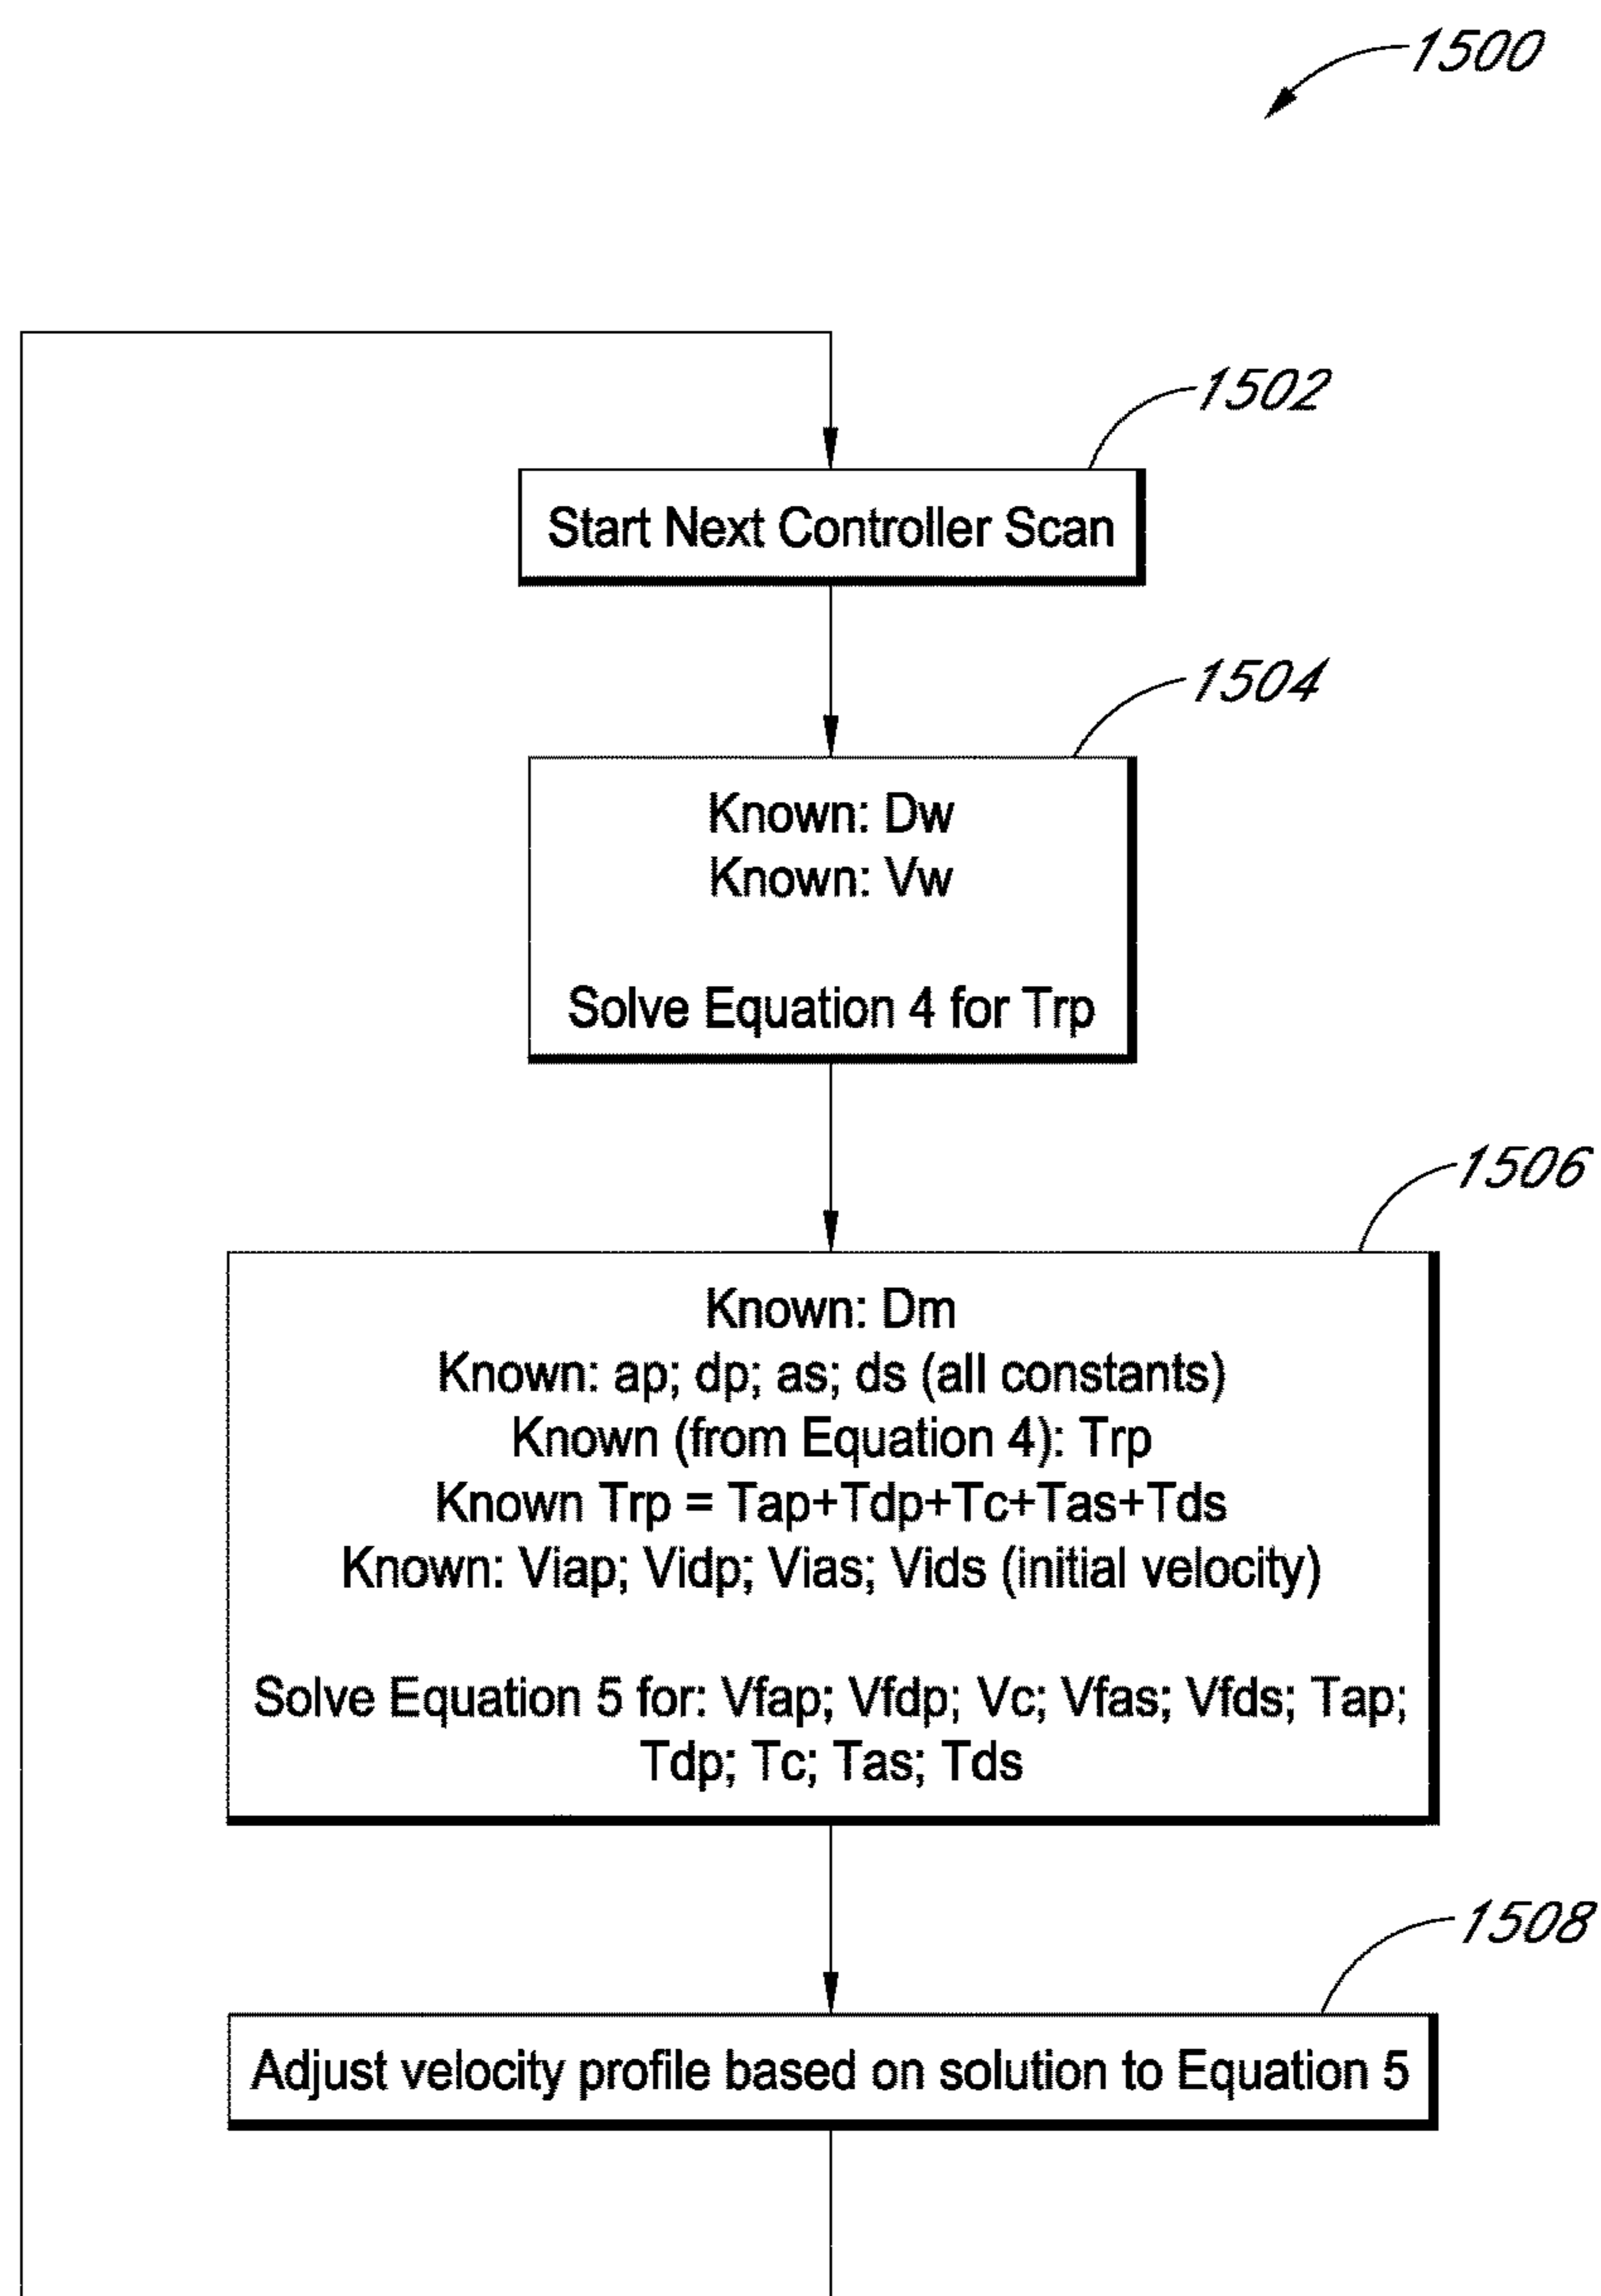 1500
1502
Start Next Controller Scan
1504
Known: Dw
Known: Vw
Solve Equation 4 for Trp
1506
Known: Dm
Known: ap; dp; as; ds (all constants)
Known (from Equation 4): Trp
Known Trp = Tap+Tdp+Tc+Tas+Tds
Known: Viap; Vidp; Vias; Vids (initial velocity)
Solve Equation 5 for: Vfap; Vfdp; Vc; Vfas; Vfds; Tap;
Tdp; Tc; Tas; Tds
1508
Adjust velocity profile based on solution to Equation 5